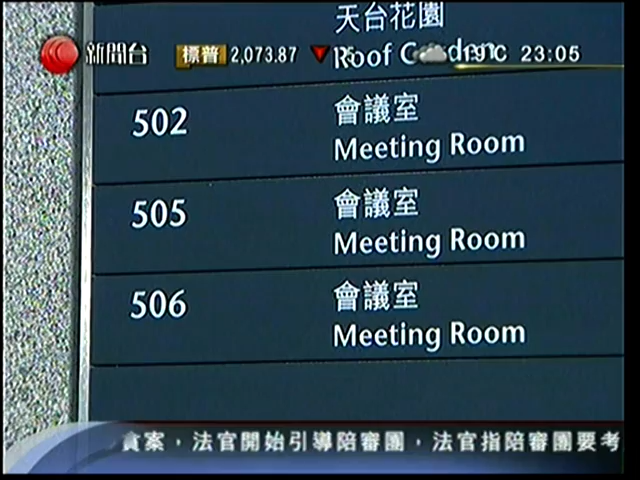 天台花園
新聞台 標普 2,073.87 19°C 23:05
Roof Garden
502 會議室
Meeting Room
505 會議室
Meeting Room
506 會議室
Meeting Room
貪案，法官開始引導陪審團，法官指陪審團要考